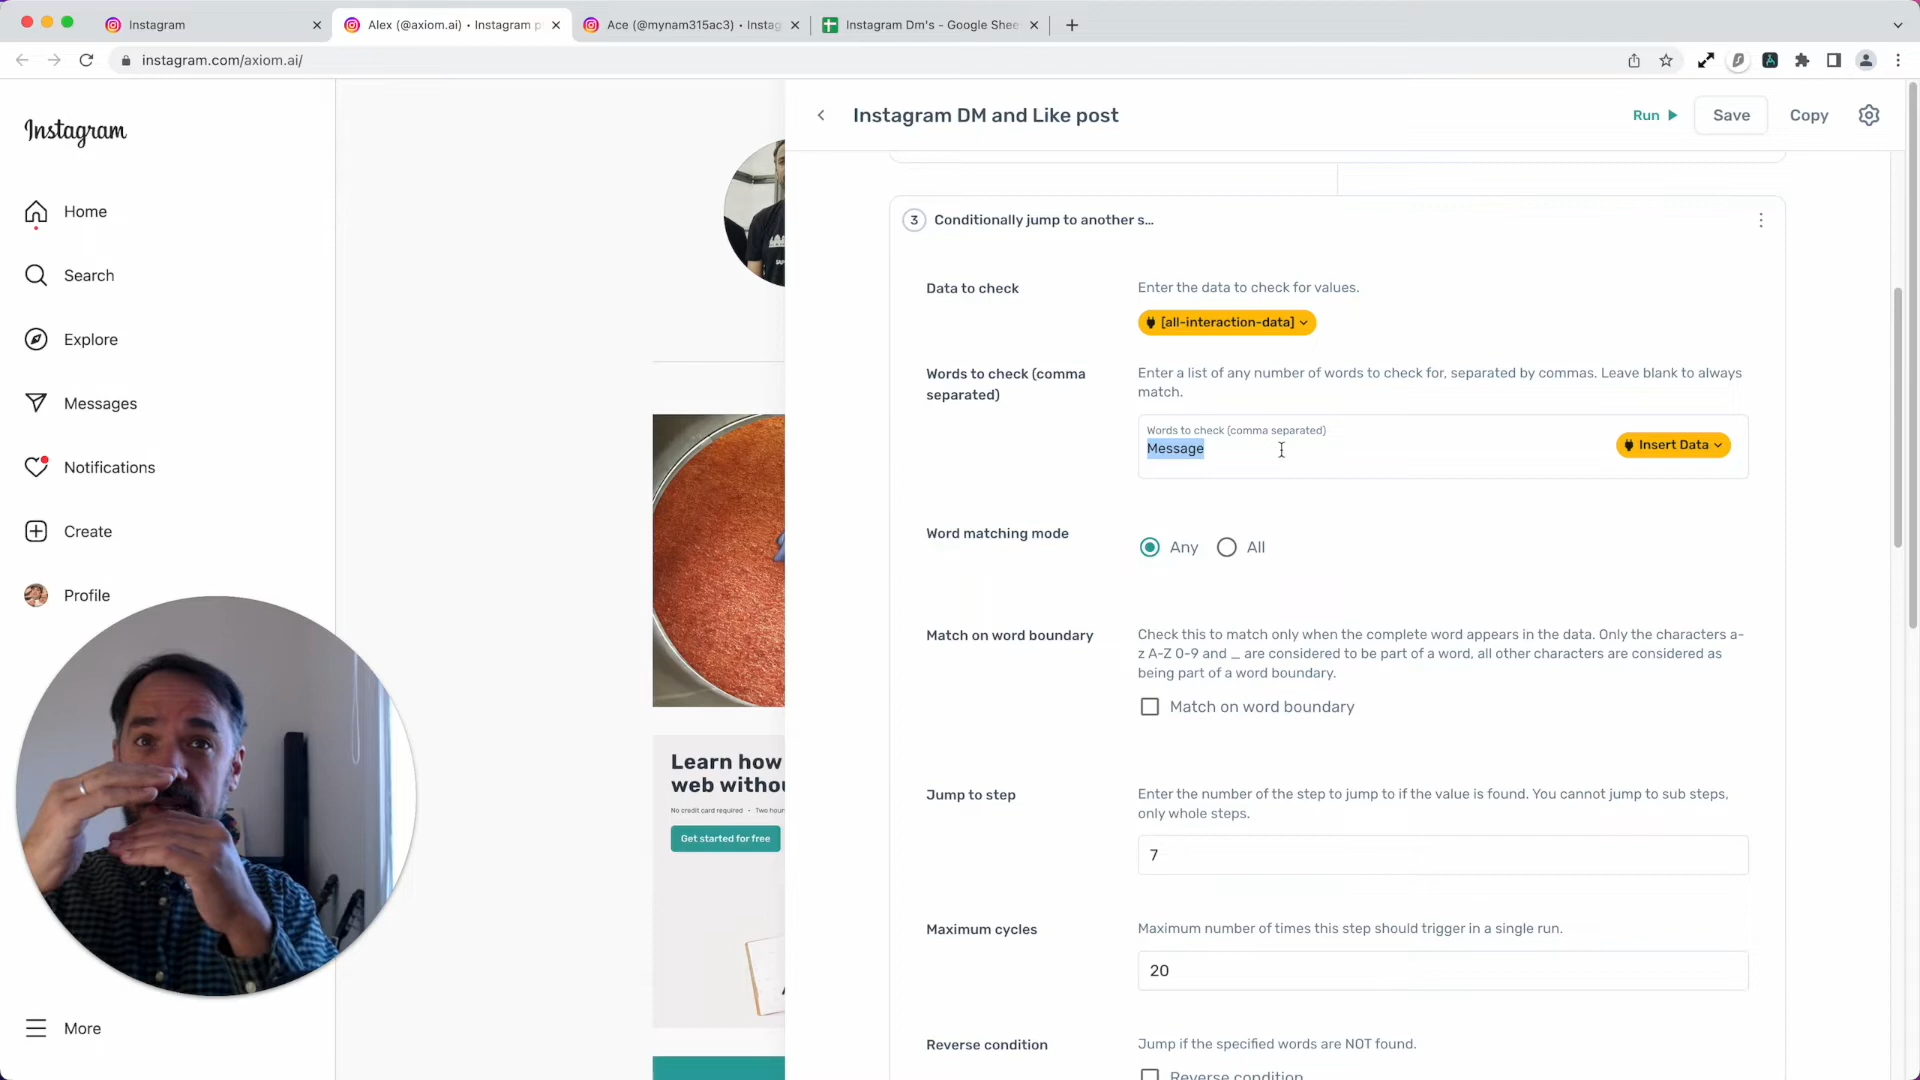 Instagram
Alex (@axiom.ai) • Instagram p
Ace (@mynam315ac3) • Instag
Instagram Dm's - Google Shee
instagram.com/axiom.ai/
Instagram
Home
Search
Explore
Messages
Notifications
Create
Profile
More
Learn how
web withou
No credit card required • Two hour
Get started for free
Instagram DM and Like post
Run
Save
Copy
3 Conditionally jump to another s...
Data to check
Enter the data to check for values.
[all-interaction-data]
Words to check (comma
separated)
Enter a list of any number of words to check for, separated by commas. Leave blank to always
match.
Words to check (comma separated)
Message
Insert Data
Word matching mode
Any
All
Match on word boundary
Check this to match only when the complete word appears in the data. Only the characters a-
z A-Z 0-9 and _ are considered to be part of a word, all other characters are considered as
being part of a word boundary.
Match on word boundary
Jump to step
Enter the number of the step to jump to if the value is found. You cannot jump to sub steps,
only whole steps.
7
Maximum cycles
Maximum number of times this step should trigger in a single run.
20
Reverse condition
Jump if the specified words are NOT found.
Reverse condition